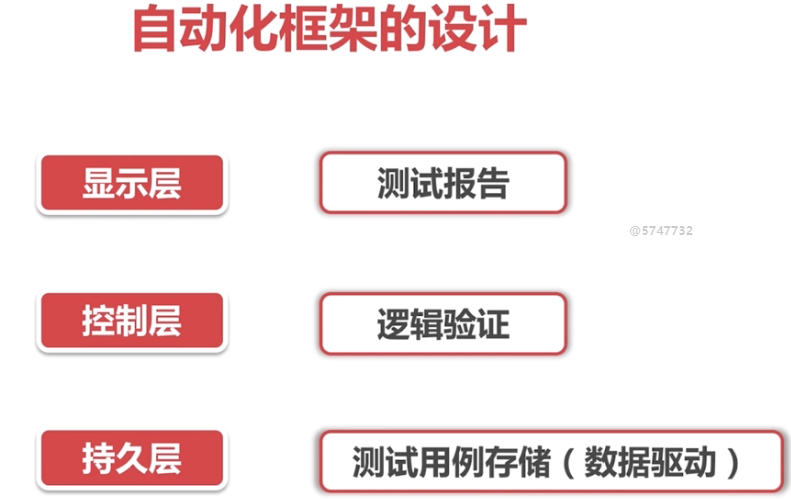 自动化框架的设计
显示层
测试报告
@5747732
控制层
逻辑验证
持久层
测试用例存储（数据驱动）